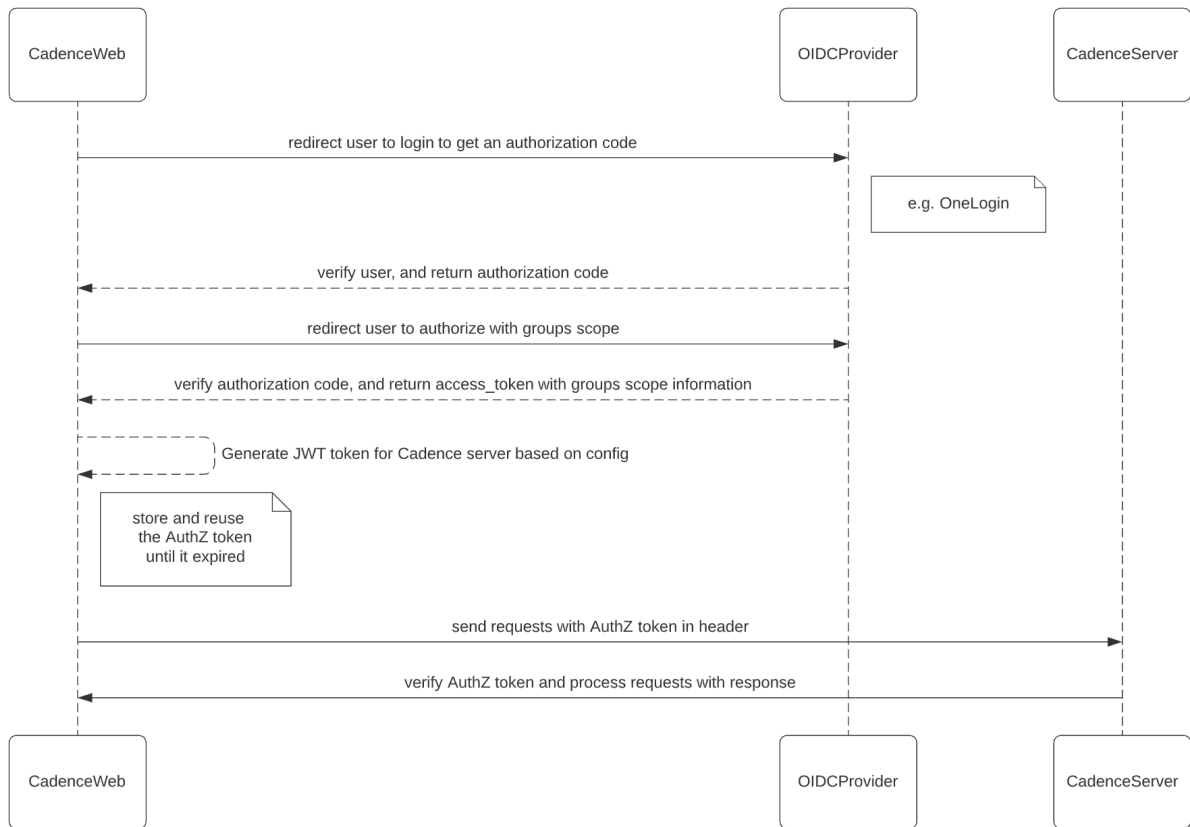 CadenceWeb
OIDCProvider
CadenceServer
redirect user to login to get an authorization code
e.g. OneLogin
verify user, and return authorization code
redirect user to authorize with groups scope
verify authorization code, and return access_token with groups scope information
Generate JWT token for Cadence server based on config
store and reuse
the AuthZ token
until it expired
send requests with AuthZ token in header
verify AuthZ token and process requests with response
CadenceWeb
OIDCProvider
CadenceServer